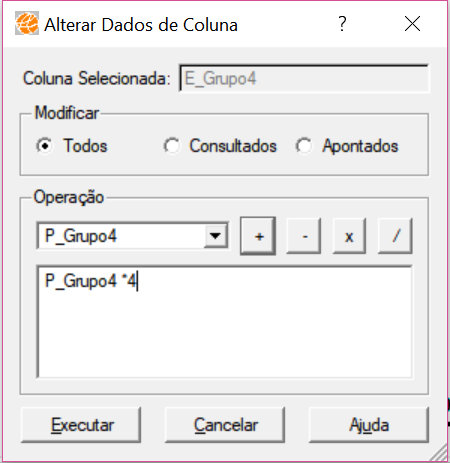 Alterar Dados de Coluna ?
Coluna Selecionada: E_Grupo4
Modificar
Todos Consultados Apontados
Operação
P_Grupo4 + - x /
P_Grupo4 *4
Executar Cancelar Ajuda